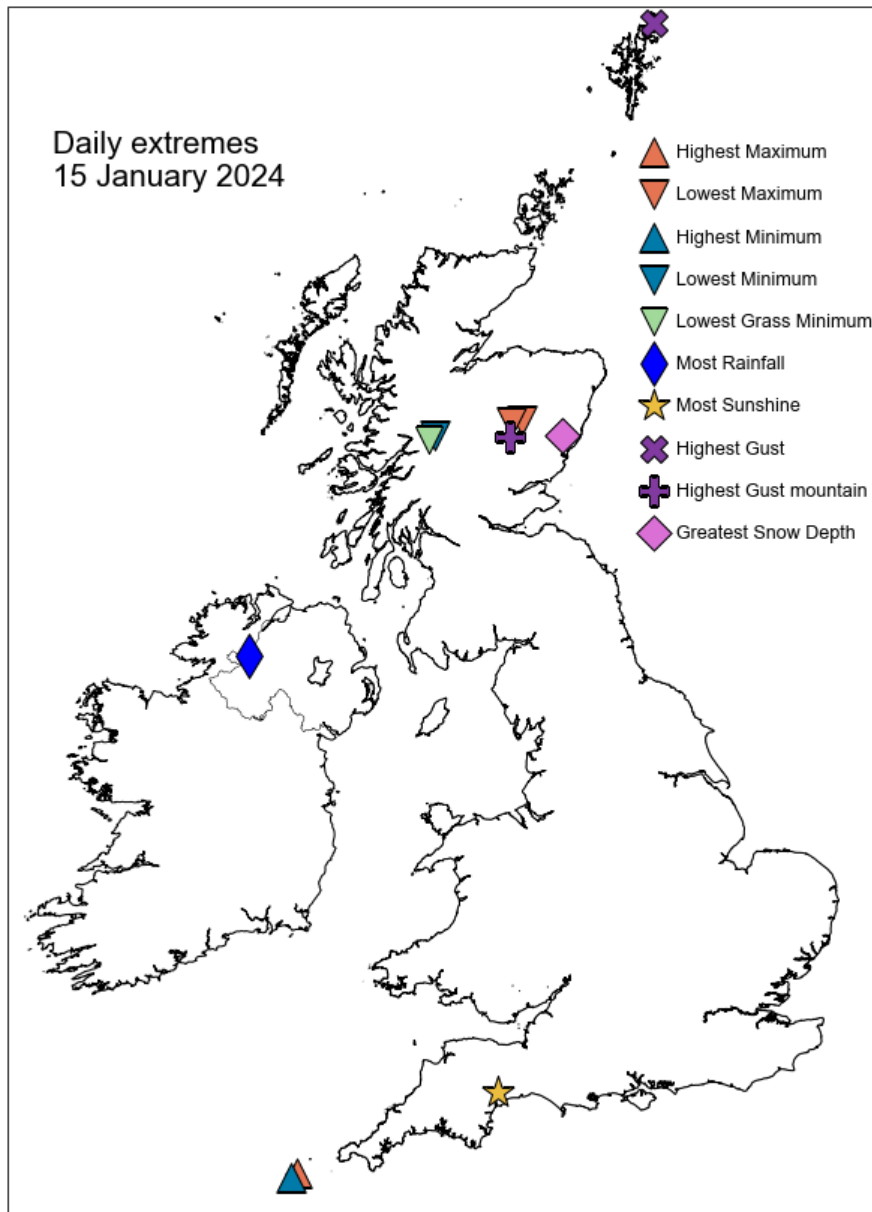 Daily extremes
15 January 2024
Highest Maximum
Lowest Maximum
Highest Minimum
Lowest Minimum
Lowest Grass Minimum
Most Rainfall
Most Sunshine
Highest Gust
Highest Gust mountain
Greatest Snow Depth